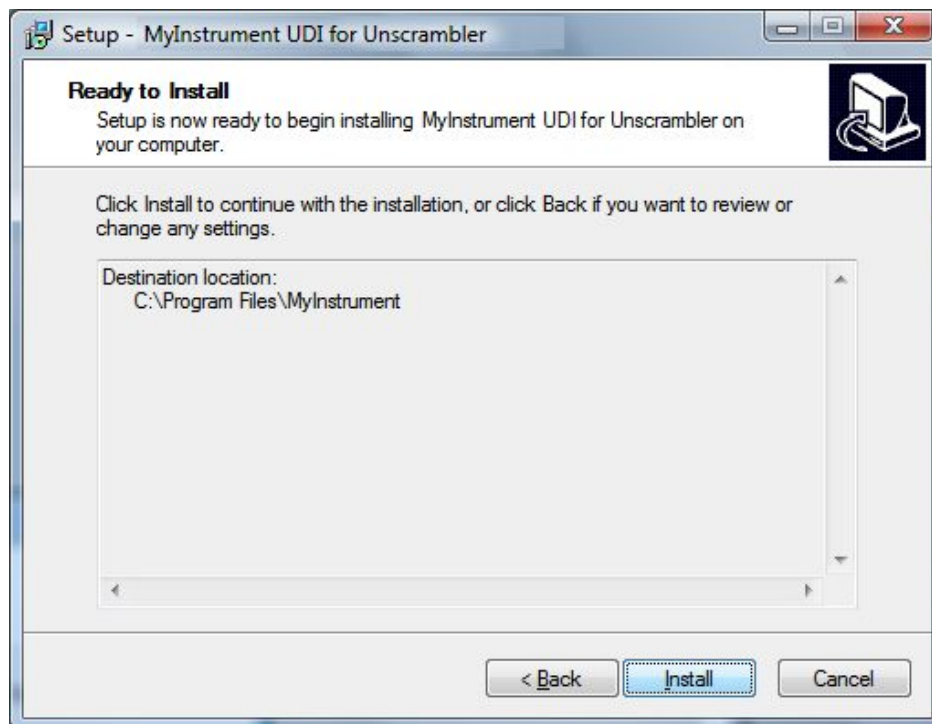 Setup - MyInstrument UDI for Unscrambler
Ready to Install
Setup is now ready to begin installing MyInstrument UDI for Unscrambler on
your computer.
Click Install to continue with the installation, or click Back if you want to review or
change any settings.
Destination location:
C:\Program Files\MyInstrument
< Back Install Cancel